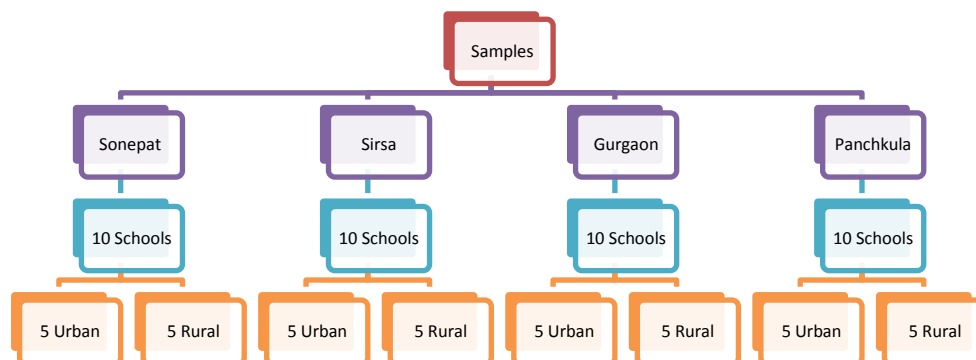 Samples
Sonepat
Sirsa
Gurgaon
Panchkula
10 Schools
10 Schools
10 Schools
10 Schools
5 Urban
5 Rural
5 Urban
5 Rural
5 Urban
5 Rural
5 Urban
5 Rural